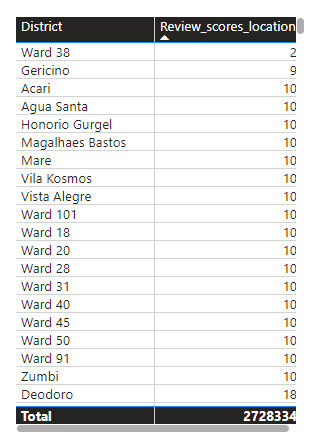 District Review_scores_location
Ward 38 2
Gericino 9
Acari 10
Agua Santa 10
Honorio Gurgel 10
Magalhaes Bastos 10
Mare 10
Vila Kosmos 10
Vista Alegre 10
Ward 101 10
Ward 18 10
Ward 20 10
Ward 28 10
Ward 31 10
Ward 40 10
Ward 45 10
Ward 50 10
Ward 91 10
Zumbi 10
Deodoro 18
Total 2728334